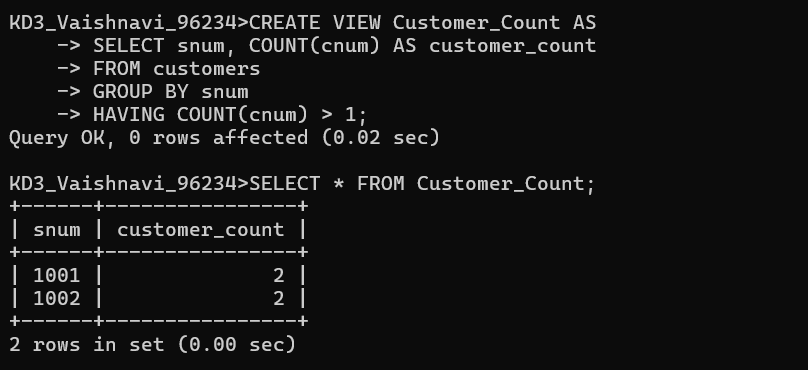 KD3_Vaishnavi_96234>CREATE VIEW Customer_Count AS
    -> SELECT snum, COUNT(cnum) AS customer_count
    -> FROM customers
    -> GROUP BY snum
    -> HAVING COUNT(cnum) > 1;
Query OK, 0 rows affected (0.02 sec)

KD3_Vaishnavi_96234>SELECT * FROM Customer_Count;
+------+----------------+
| snum | customer_count |
+------+----------------+
| 1001 |              2 |
| 1002 |              2 |
+------+----------------+
2 rows in set (0.00 sec)